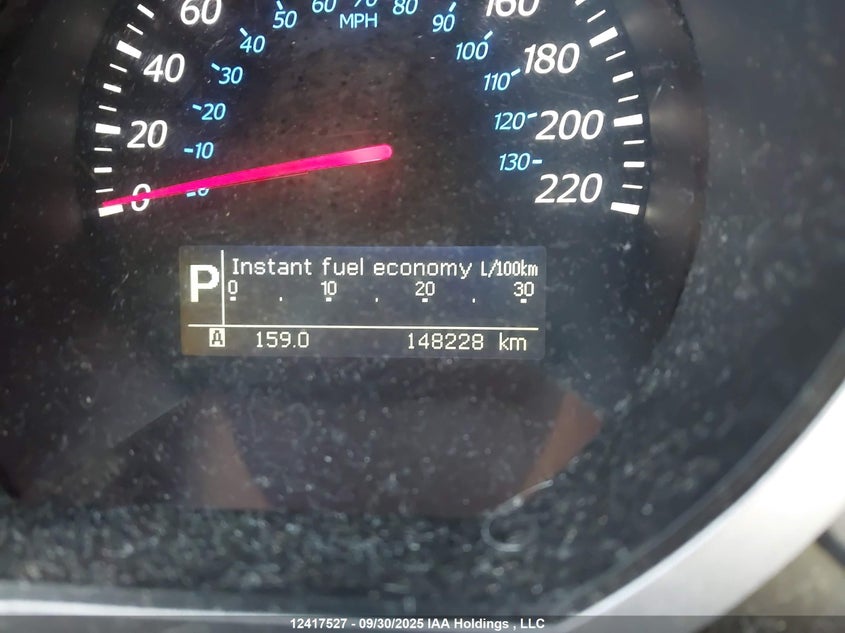 60 160
50 60 70 80 90
MPH
40 100
40 180
30 110
20 120
20 200
10 130
0 220
0
P Instant fuel economy L/100km
0 10 20 30
A 159.0 148228 km
12417527 - 09/30/2025 IAA Holdings , LLC